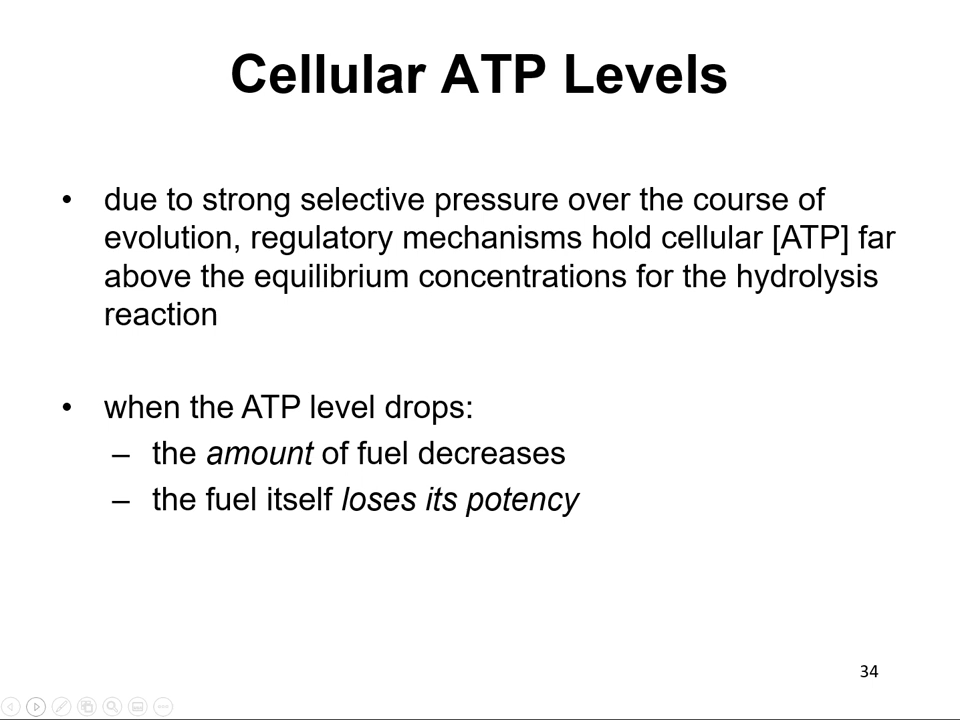 Cellular ATP Levels
• due to strong selective pressure over the course of
evolution, regulatory mechanisms hold cellular [ATP] far
above the equilibrium concentrations for the hydrolysis
reaction
• when the ATP level drops:
– the amount of fuel decreases
– the fuel itself loses its potency
34